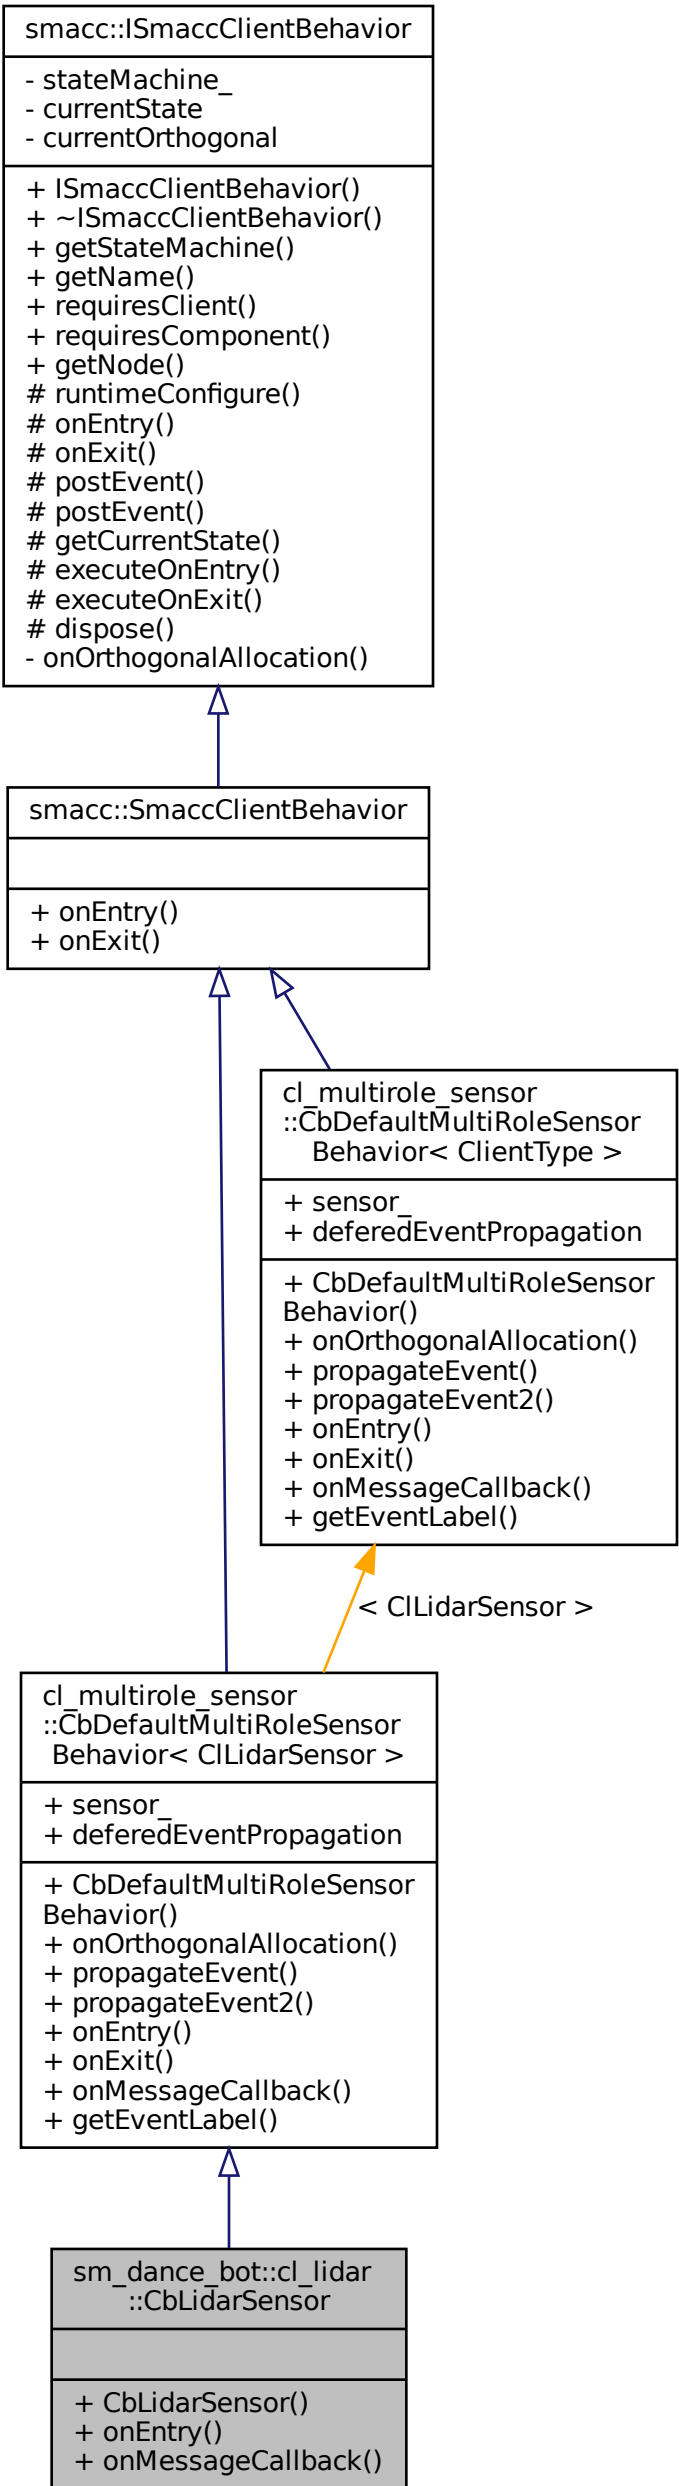 smacc::ISmaccClientBehavior
- stateMachine_
- currentState
- currentOrthogonal
+ ISmaccClientBehavior()
+ ~ISmaccClientBehavior()
+ getStateMachine()
+ getName()
+ requiresClient()
+ requiresComponent()
+ getNode()
# runtimeConfigure()
# onEntry()
# onExit()
# postEvent()
# postEvent()
# getCurrentState()
# executeOnEntry()
# executeOnExit()
# dispose()
- onOrthogonalAllocation()
smacc::SmaccClientBehavior
+ onEntry()
+ onExit()
cl_multirole_sensor
::CbDefaultMultiRoleSensor
Behavior< ClientType >
+ sensor_
+ deferedEventPropagation
+ CbDefaultMultiRoleSensor
Behavior()
+ onOrthogonalAllocation()
+ propagateEvent()
+ propagateEvent2()
+ onEntry()
+ onExit()
+ onMessageCallback()
+ getEventLabel()
< ClLidarSensor >
cl_multirole_sensor
::CbDefaultMultiRoleSensor
Behavior< ClLidarSensor >
+ sensor_
+ deferedEventPropagation
+ CbDefaultMultiRoleSensor
Behavior()
+ onOrthogonalAllocation()
+ propagateEvent()
+ propagateEvent2()
+ onEntry()
+ onExit()
+ onMessageCallback()
+ getEventLabel()
sm_dance_bot::cl_lidar
::CbLidarSensor
+ CbLidarSensor()
+ onEntry()
+ onMessageCallback()